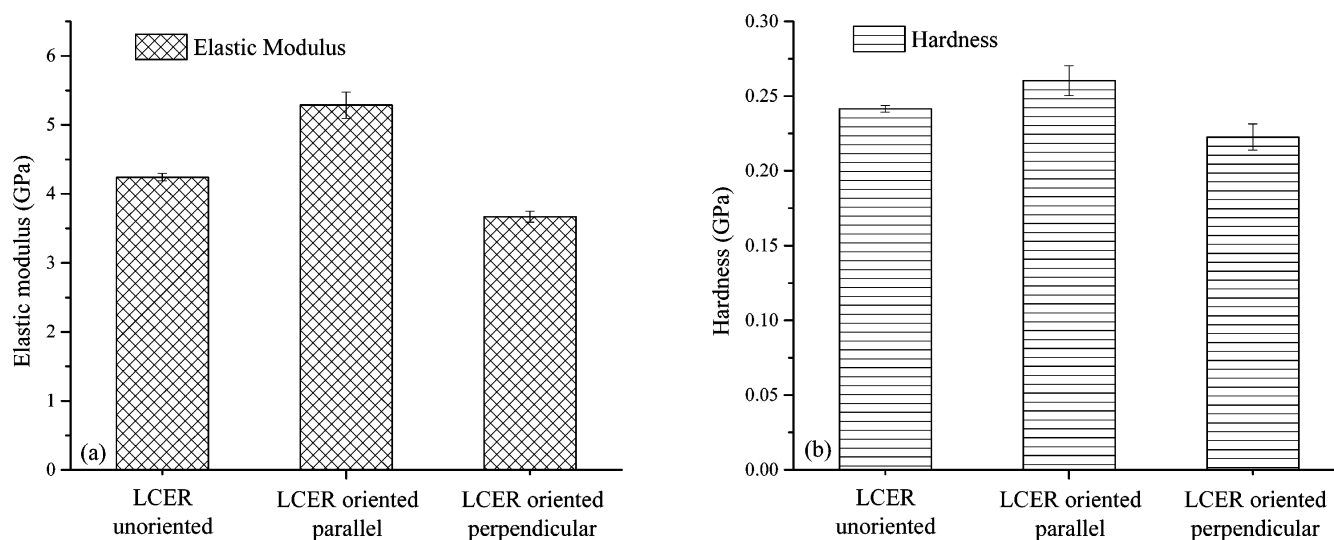 Elastic Modulus
Elastic modulus (GPa)
6
5
4
3
2
1
0
(a)
LCER
unoriented
LCER oriented
parallel
LCER oriented
perpendicular
Hardness
Hardness (GPa)
0.30
0.25
0.20
0.15
0.10
0.05
0.00
(b)
LCER
unoriented
LCER oriented
parallel
LCER oriented
perpendicular